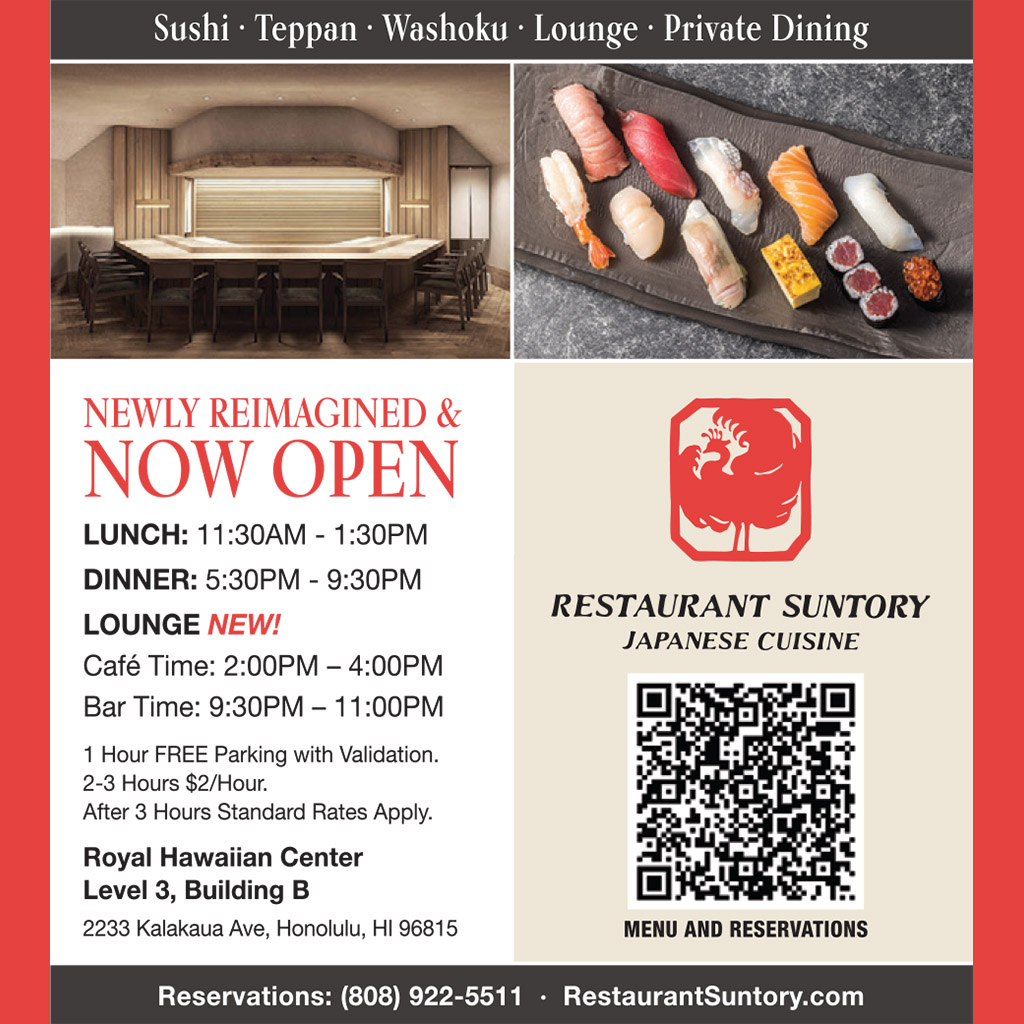 Sushi · Teppan · Washoku · Lounge · Private Dining
NEWLY REIMAGINED &
NOW OPEN
LUNCH: 11:30AM - 1:30PM
DINNER: 5:30PM - 9:30PM
LOUNGE NEW!
Café Time: 2:00PM – 4:00PM
Bar Time: 9:30PM – 11:00PM
1 Hour FREE Parking with Validation.
2-3 Hours $2/Hour.
After 3 Hours Standard Rates Apply.
Royal Hawaiian Center
Level 3, Building B
2233 Kalakaua Ave, Honolulu, HI 96815
RESTAURANT SUNTORY
JAPANESE CUISINE
MENU AND RESERVATIONS
Reservations: (808) 922-5511 · RestaurantSuntory.com